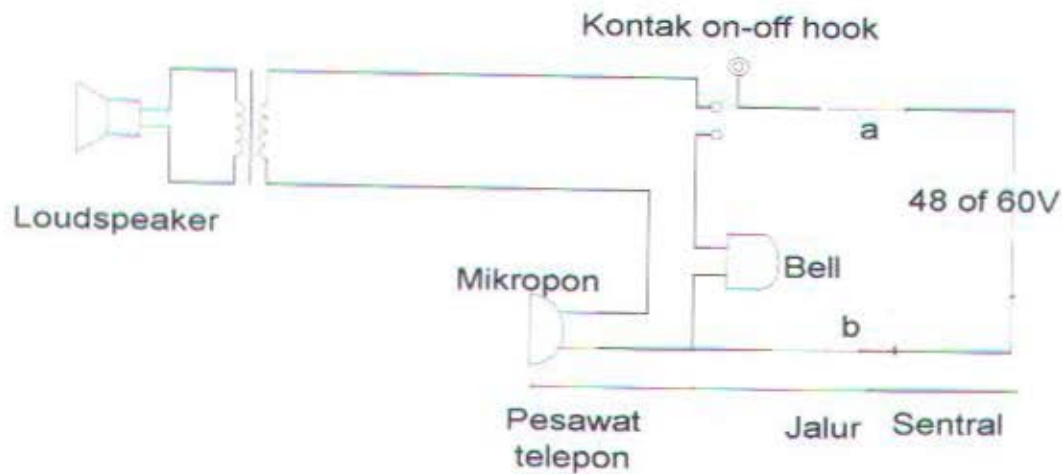 Kontak on-off hook
a
48 of 60V
Loudspeaker
Mikropon
Bell
b
Pesawat
telepon
Jalur
Sentral